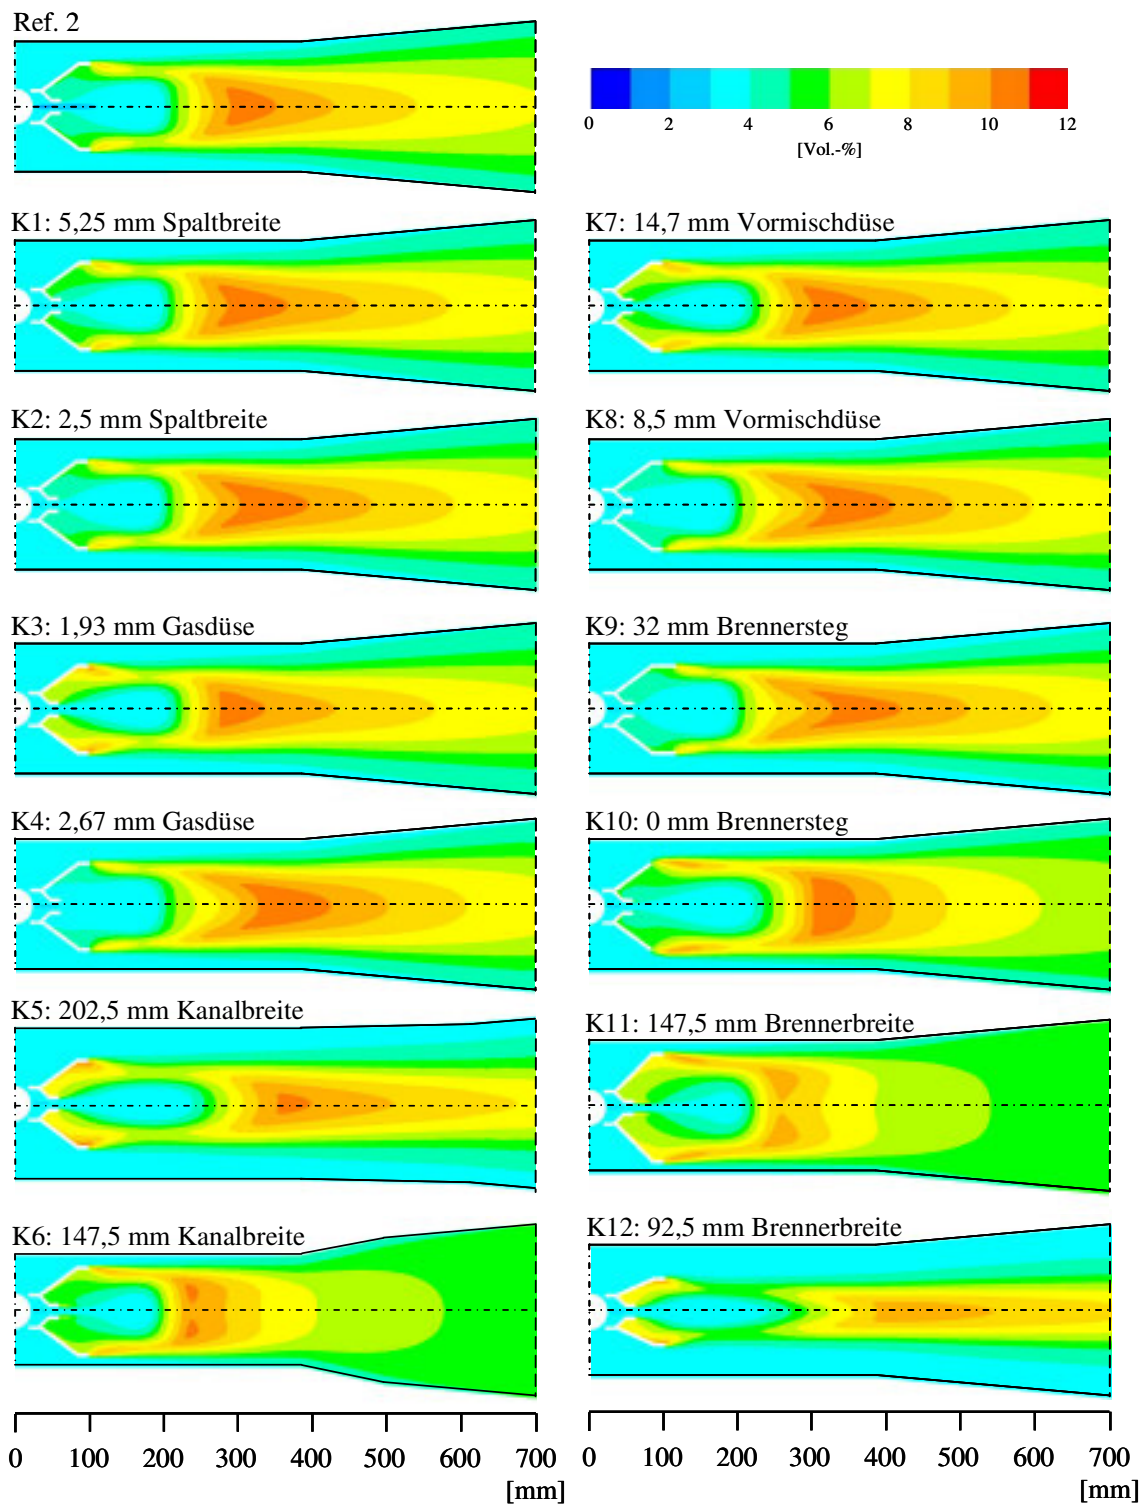 Ref. 2
0 2 4 6 8 10 12
[Vol.-%]
K1: 5,25 mm Spaltbreite
K7: 14,7 mm Vormischdüse
K2: 2,5 mm Spaltbreite
K8: 8,5 mm Vormischdüse
K3: 1,93 mm Gasdüse
K9: 32 mm Brennersteg
K4: 2,67 mm Gasdüse
K10: 0 mm Brennersteg
K5: 202,5 mm Kanalbreite
K11: 147,5 mm Brennerbreite
K6: 147,5 mm Kanalbreite
K12: 92,5 mm Brennerbreite
0 100 200 300 400 500 600 700
[mm]
0 100 200 300 400 500 600 700
[mm]